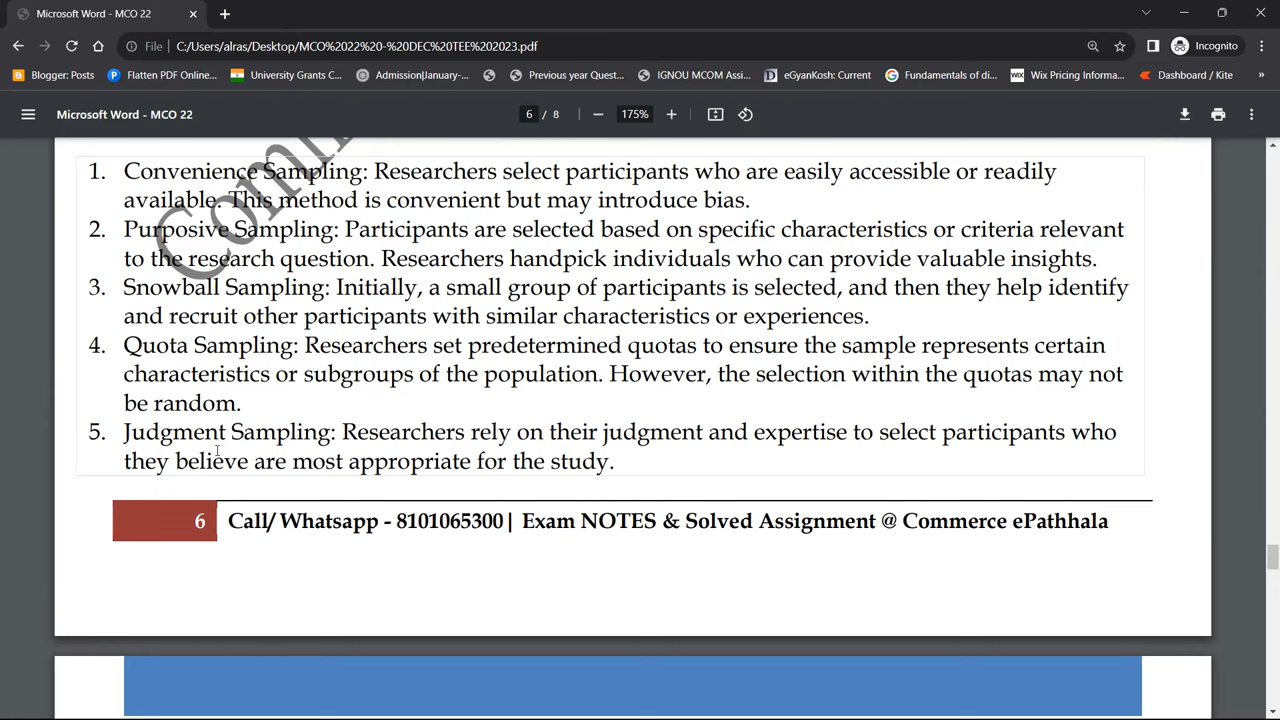 Microsoft Word - MCO 22
File C:/Users/alras/Desktop/MCO%2022%20-%20DEC%20TEE%202023.pdf
Incognito
Blogger: Posts
Flatten PDF Online...
University Grants C...
Admission|January-...
Previous year Quest...
IGNOU MCOM Assi...
eGyanKosh: Current
Fundamentals of di...
WIX Wix Pricing Informa...
Dashboard / Kite
»
Microsoft Word - MCO 22
6 / 8
175%
1. Convenience Sampling: Researchers select participants who are easily accessible or readily
available. This method is convenient but may introduce bias.
2. Purposive Sampling: Participants are selected based on specific characteristics or criteria relevant
to the research question. Researchers handpick individuals who can provide valuable insights.
3. Snowball Sampling: Initially, a small group of participants is selected, and then they help identify
and recruit other participants with similar characteristics or experiences.
4. Quota Sampling: Researchers set predetermined quotas to ensure the sample represents certain
characteristics or subgroups of the population. However, the selection within the quotas may not
be random.
5. Judgment Sampling: Researchers rely on their judgment and expertise to select participants who
they believe are most appropriate for the study.
6 Call/ Whatsapp - 8101065300| Exam NOTES & Solved Assignment @ Commerce ePathhala